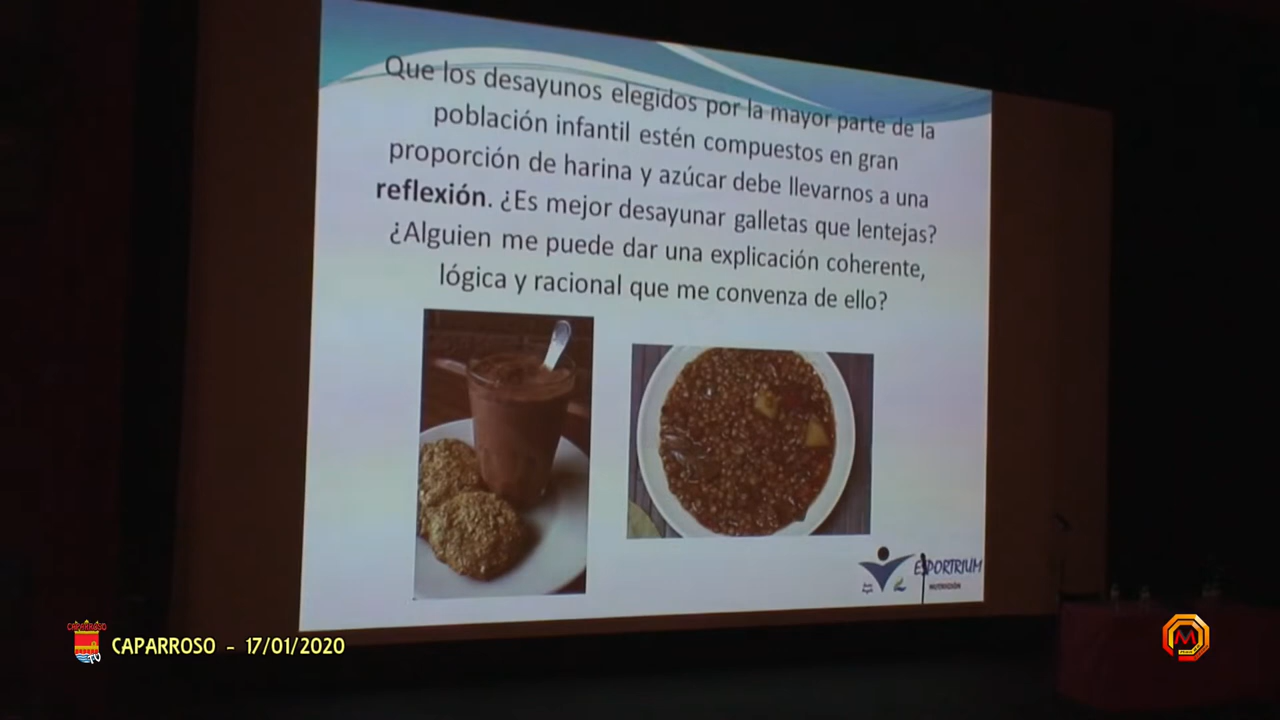 Que los desayunos elegidos por la mayor parte de la
población infantil estén compuestos en gran
proporción de harina y azúcar debe llevarnos a una
reflexión. ¿Es mejor desayunar galletas que lentejas?
¿Alguien me puede dar una explicación coherente,
lógica y racional que me convenza de ello?
ESPORTRIUM
NUTRICIÓN
CAPARROSO
TV
CAPARROSO - 17/01/2020
M